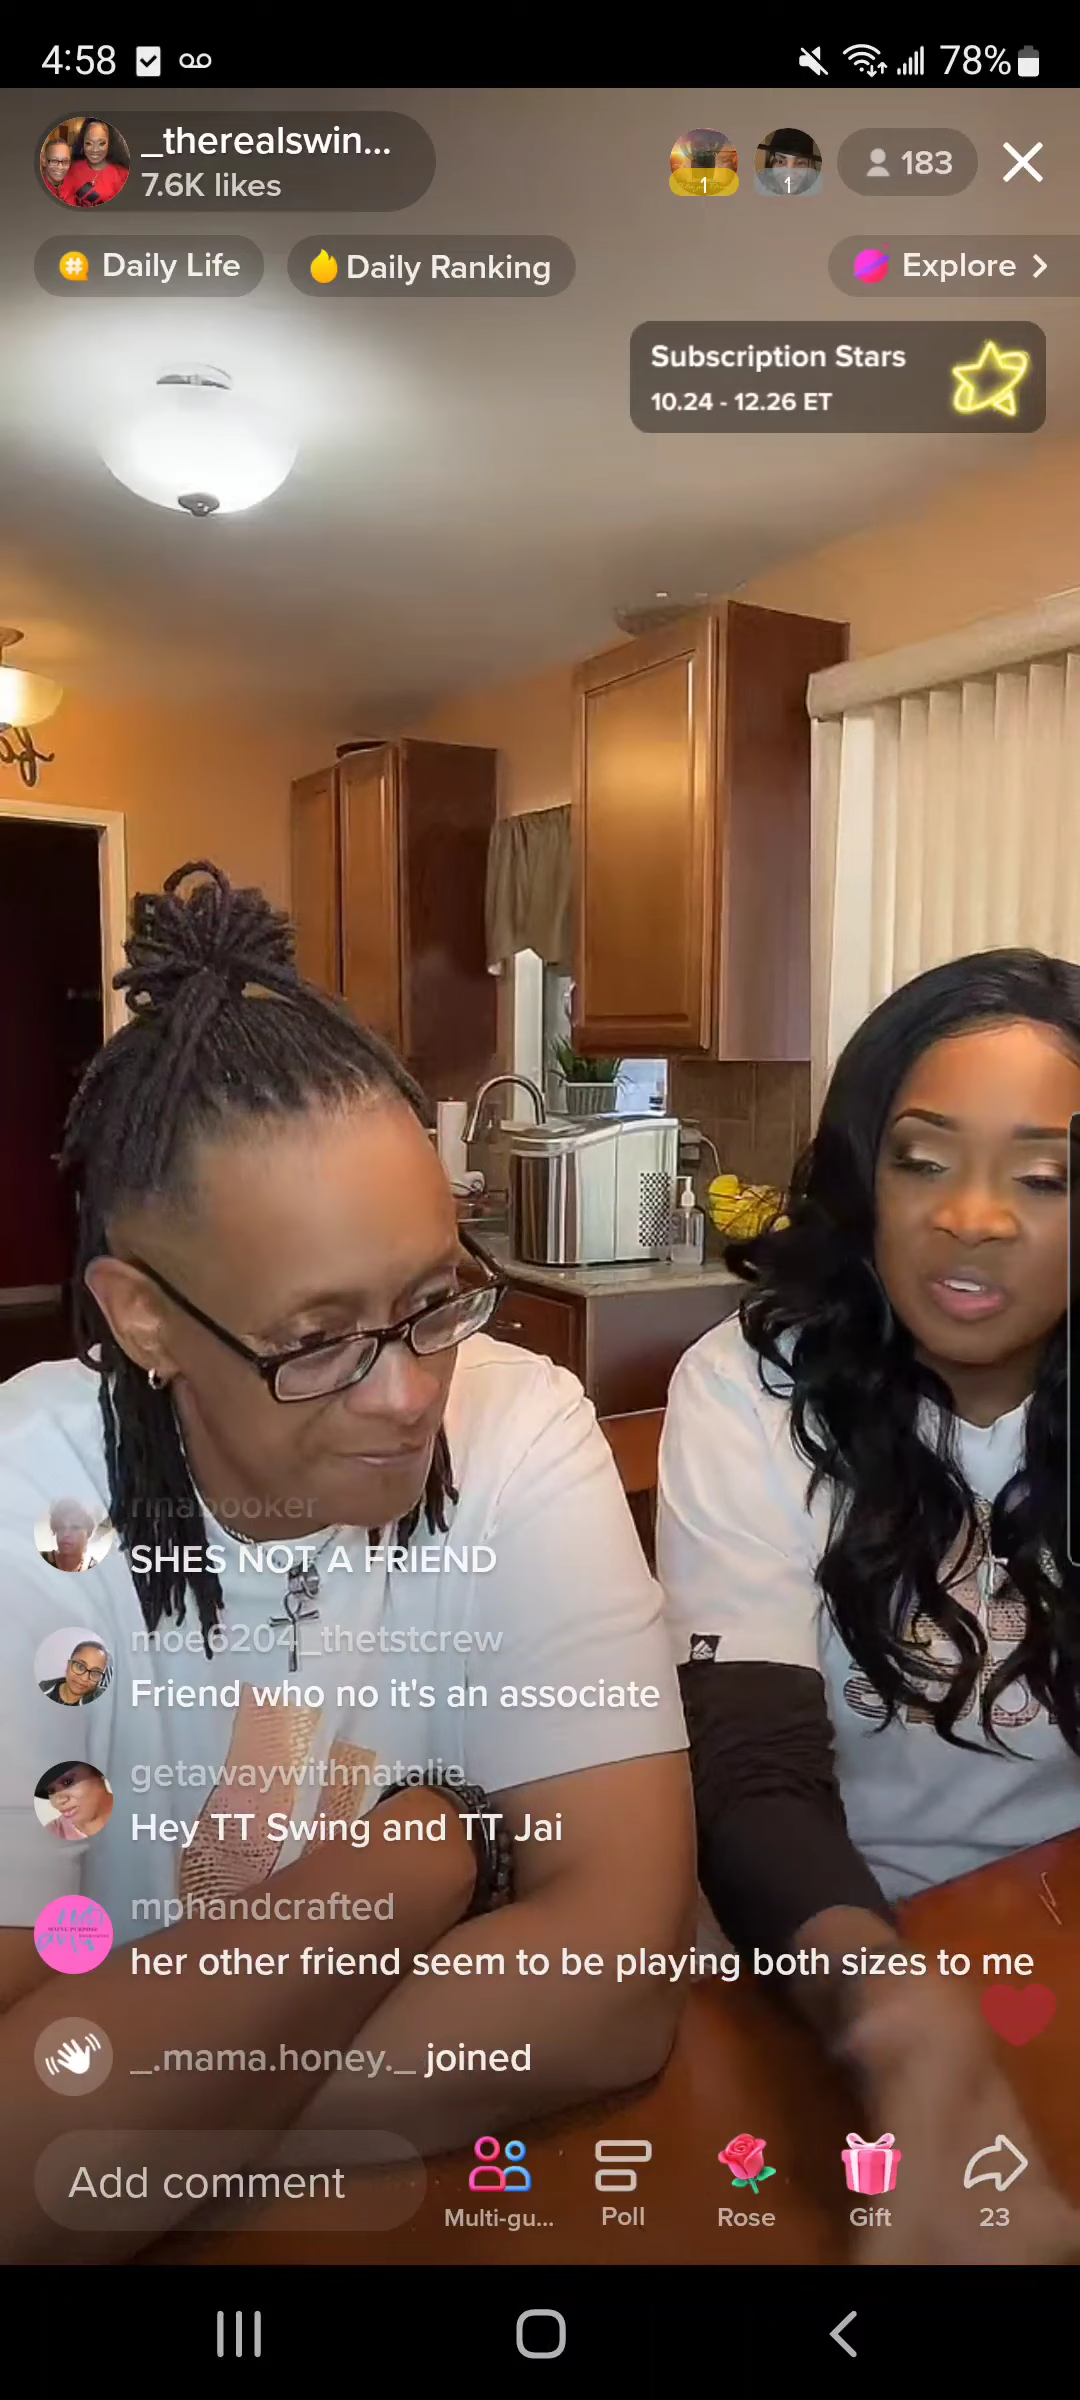 4:58
78%
_therealswin...
7.6K likes
1
1
183
Daily Life
Daily Ranking
Explore >
Subscription Stars
10.24 - 12.26 ET
rinabooker
SHES NOT A FRIEND
moe6204_thetstcrew
Friend who no it's an associate
getawaywithnatalie
Hey TT Swing and TT Jai
mphandcrafted
her other friend seem to be playing both sizes to me
_.mama.honey._ joined
Add comment
Multi-gu...
Poll
Rose
Gift
23